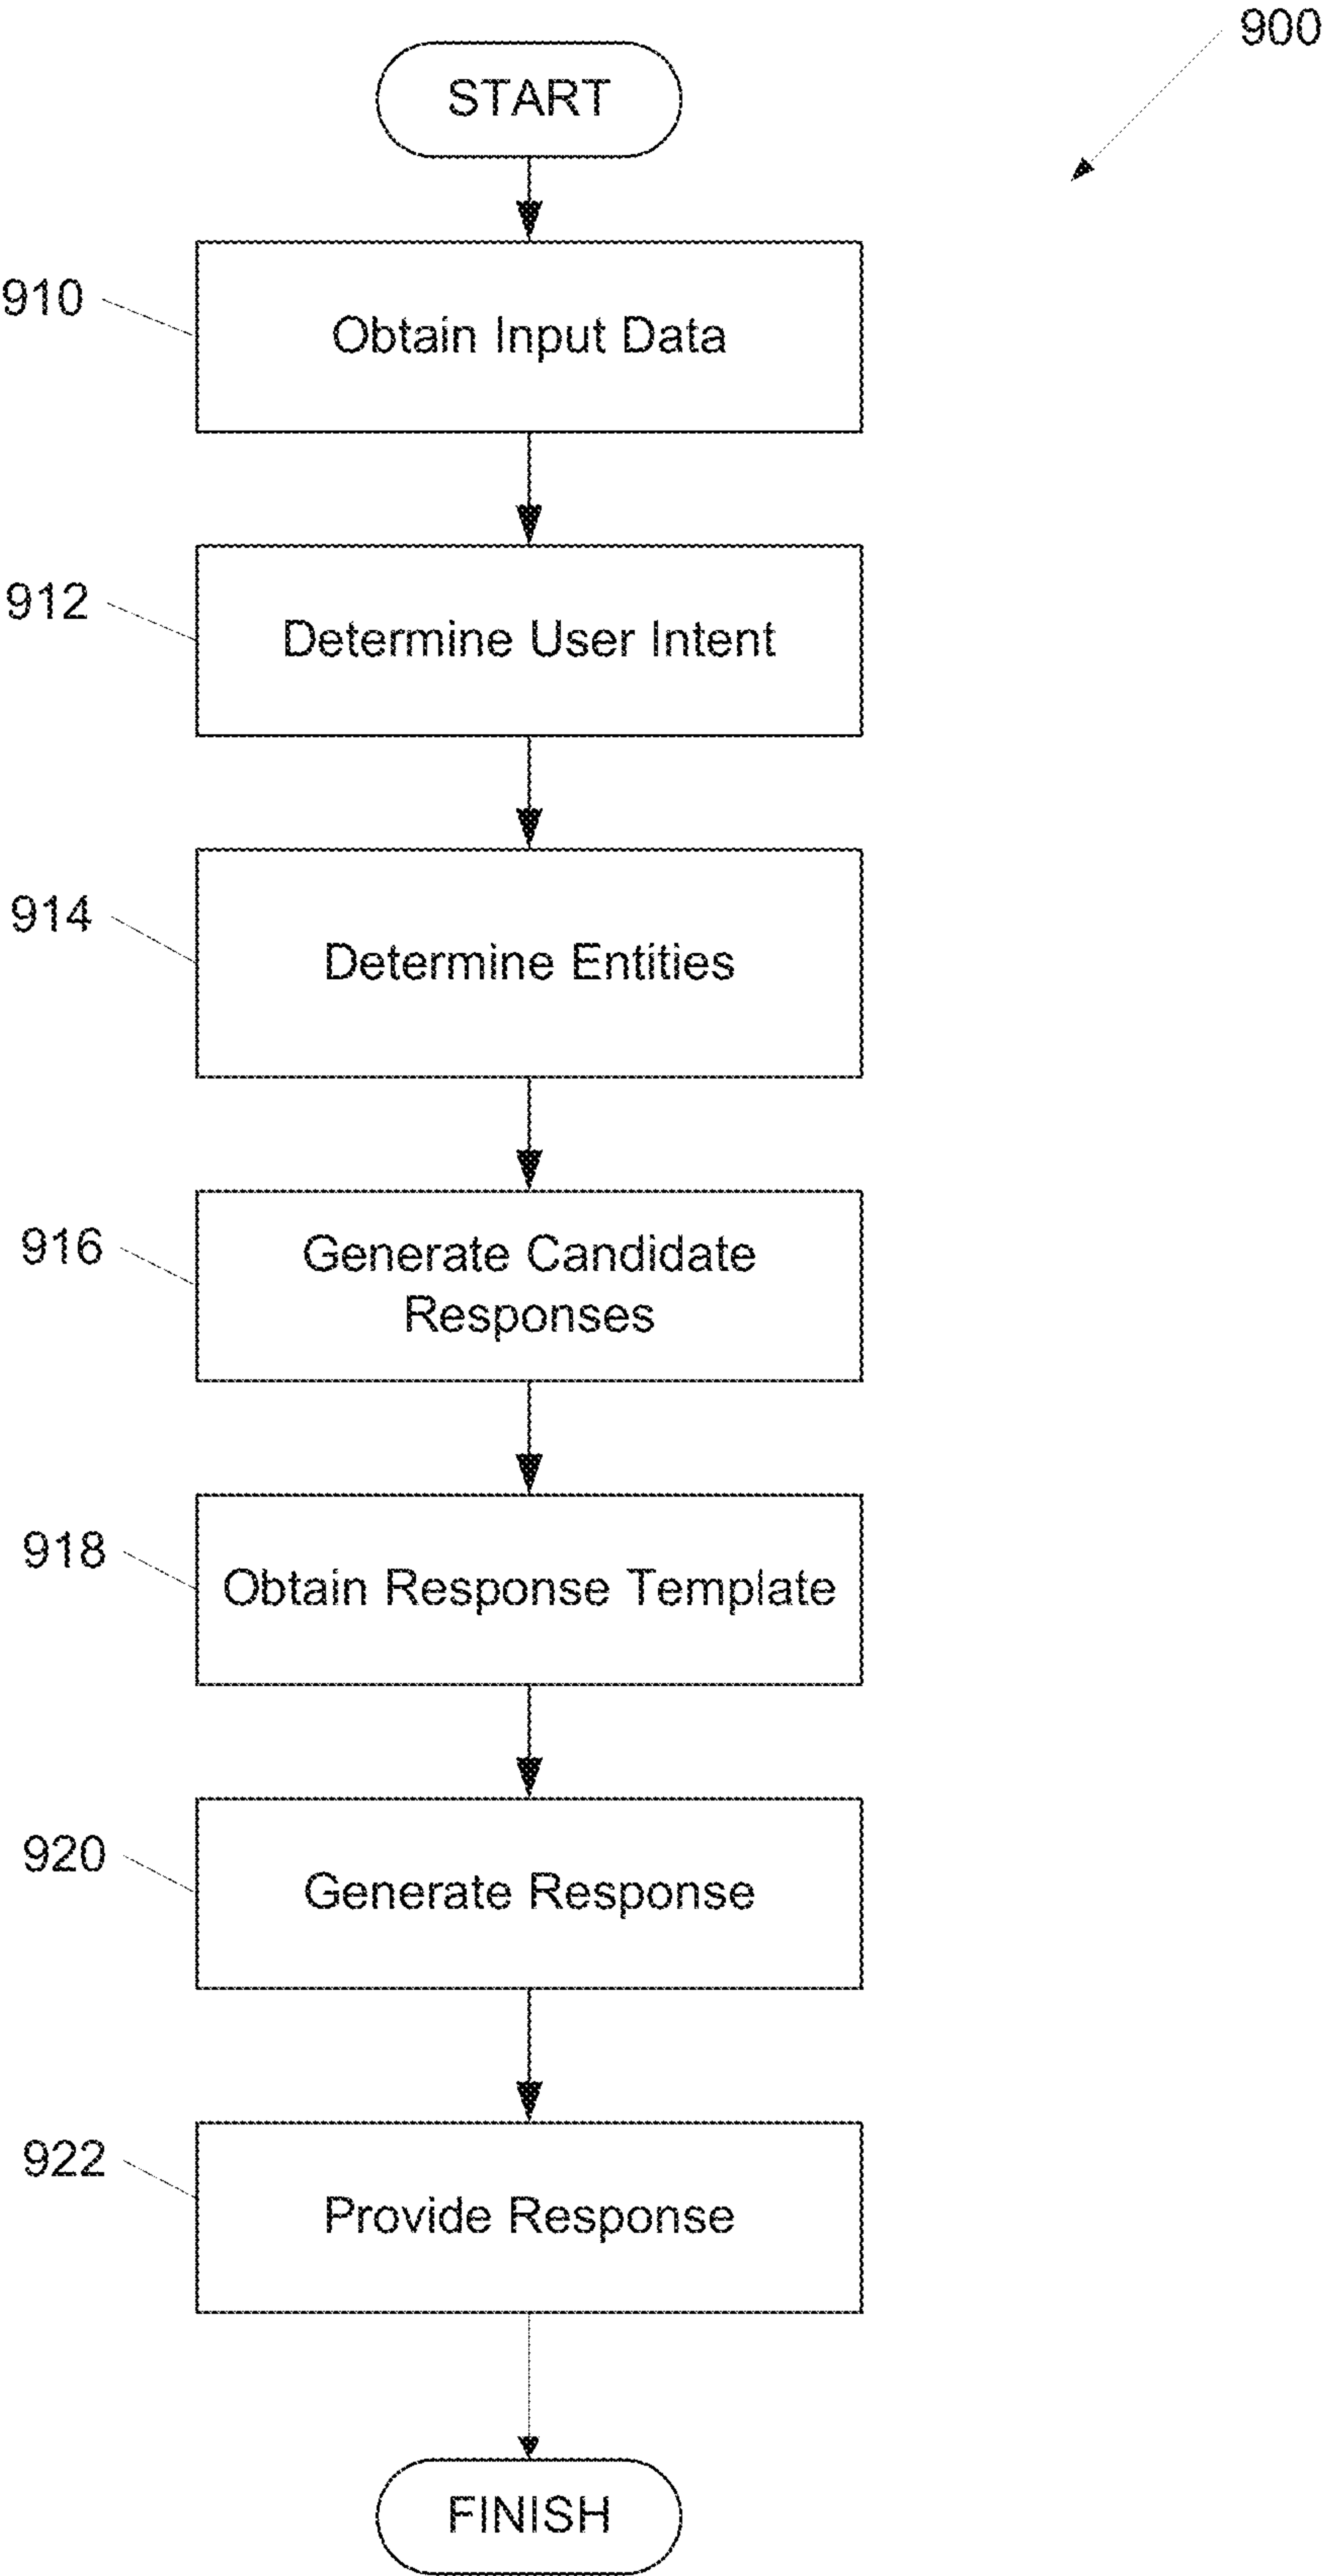 900
START
910
Obtain Input Data
912
Determine User Intent
914
Determine Entities
916
Generate Candidate
Responses
918
Obtain Response Template
920
Generate Response
922
Provide Response
FINISH